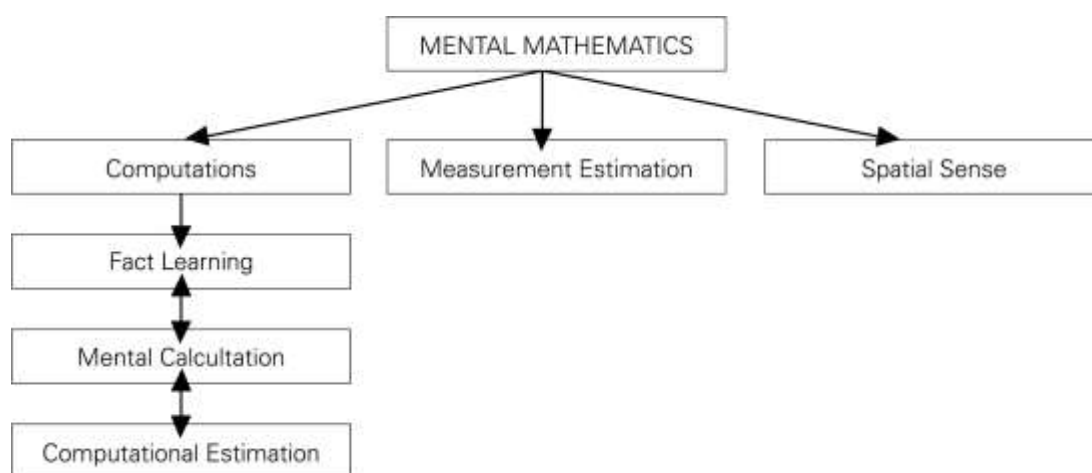 MENTAL MATHEMATICS
Computations
Measurement Estimation
Spatial Sense
Fact Learning
Mental Calcultation
Computational Estimation